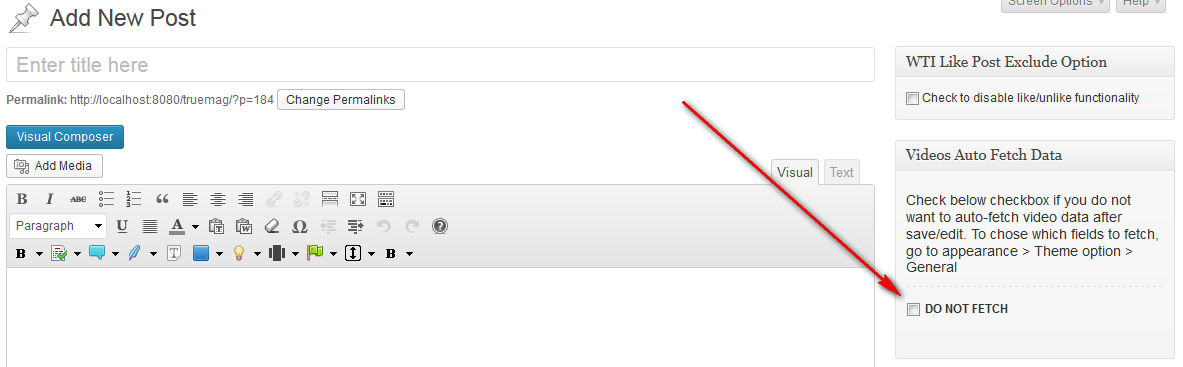 Screen Options Help
Add New Post
Enter title here
Permalink: http://localhost:8080/truemag/?p=184 Change Permalinks
Visual Composer
Add Media
Visual Text
B I ABC
Paragraph U A
B B
WTI Like Post Exclude Option
Check to disable like/unlike functionality
Videos Auto Fetch Data
Check below checkbox if you do not
want to auto-fetch video data after
save/edit. To chose which fields to fetch,
go to appearance > Theme option >
General
DO NOT FETCH